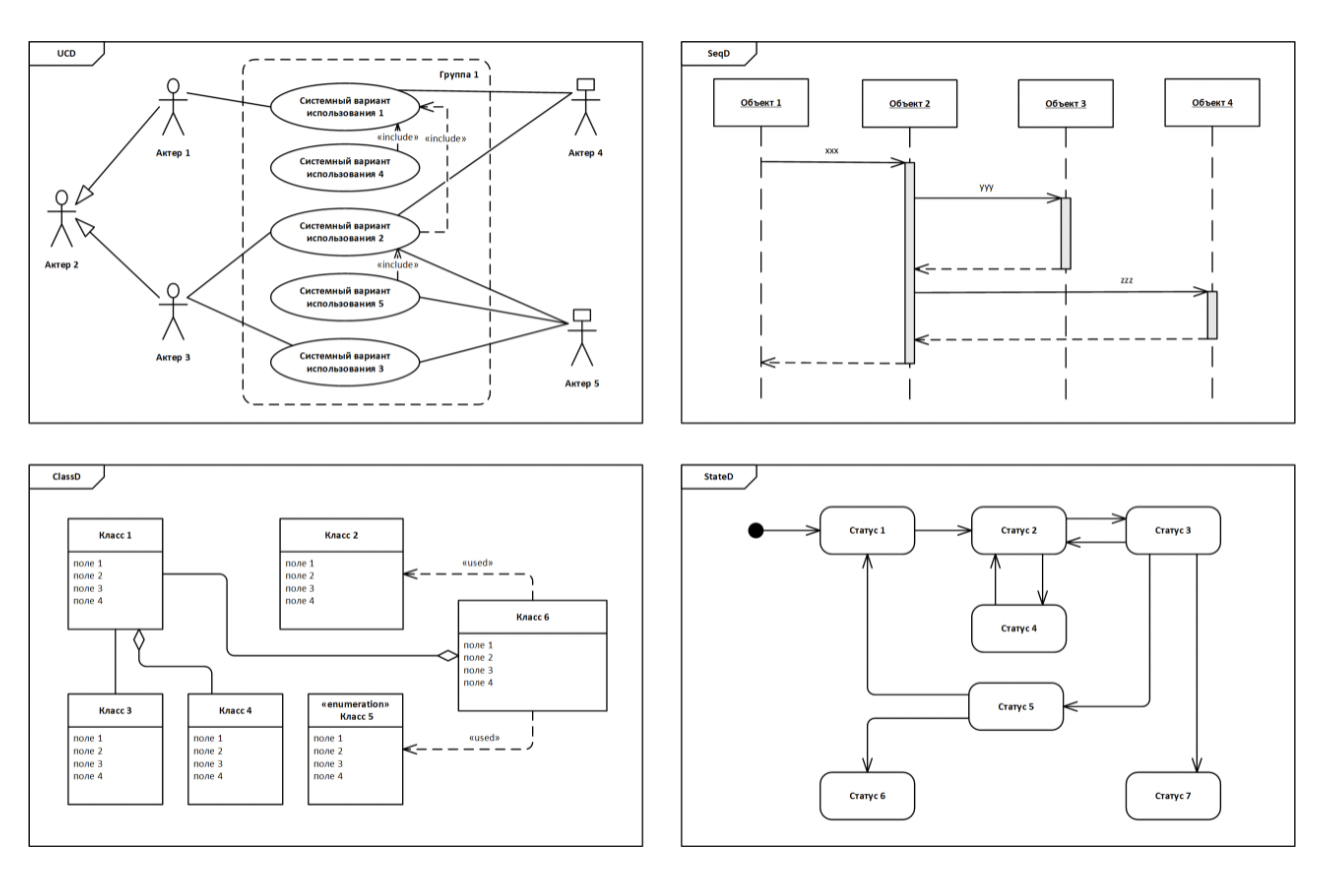 UCD
Группа 1
Системный вариант
использования 1
«include» «include»
Актер 1
Актер 4
Системный вариант
использования 4
Системный вариант
использования 2
Актер 2
«include»
Системный вариант
использования 5
Актер 3
Системный вариант
использования 3
Актер 5
SeqD
Объект 1
Объект 2
Объект 3
Объект 4
xxx
yyy
zzz
ClassD
Класс 1
поле 1
поле 2
поле 3
поле 4
Класс 2
поле 1
поле 2
поле 3
поле 4
«used»
Класс 6
поле 1
поле 2
поле 3
поле 4
Класс 3
поле 1
поле 2
поле 3
поле 4
Класс 4
поле 1
поле 2
поле 3
поле 4
«enumeration»
Класс 5
поле 1
поле 2
поле 3
поле 4
«used»
StateD
Статус 1
Статус 2
Статус 3
Статус 4
Статус 5
Статус 6
Статус 7